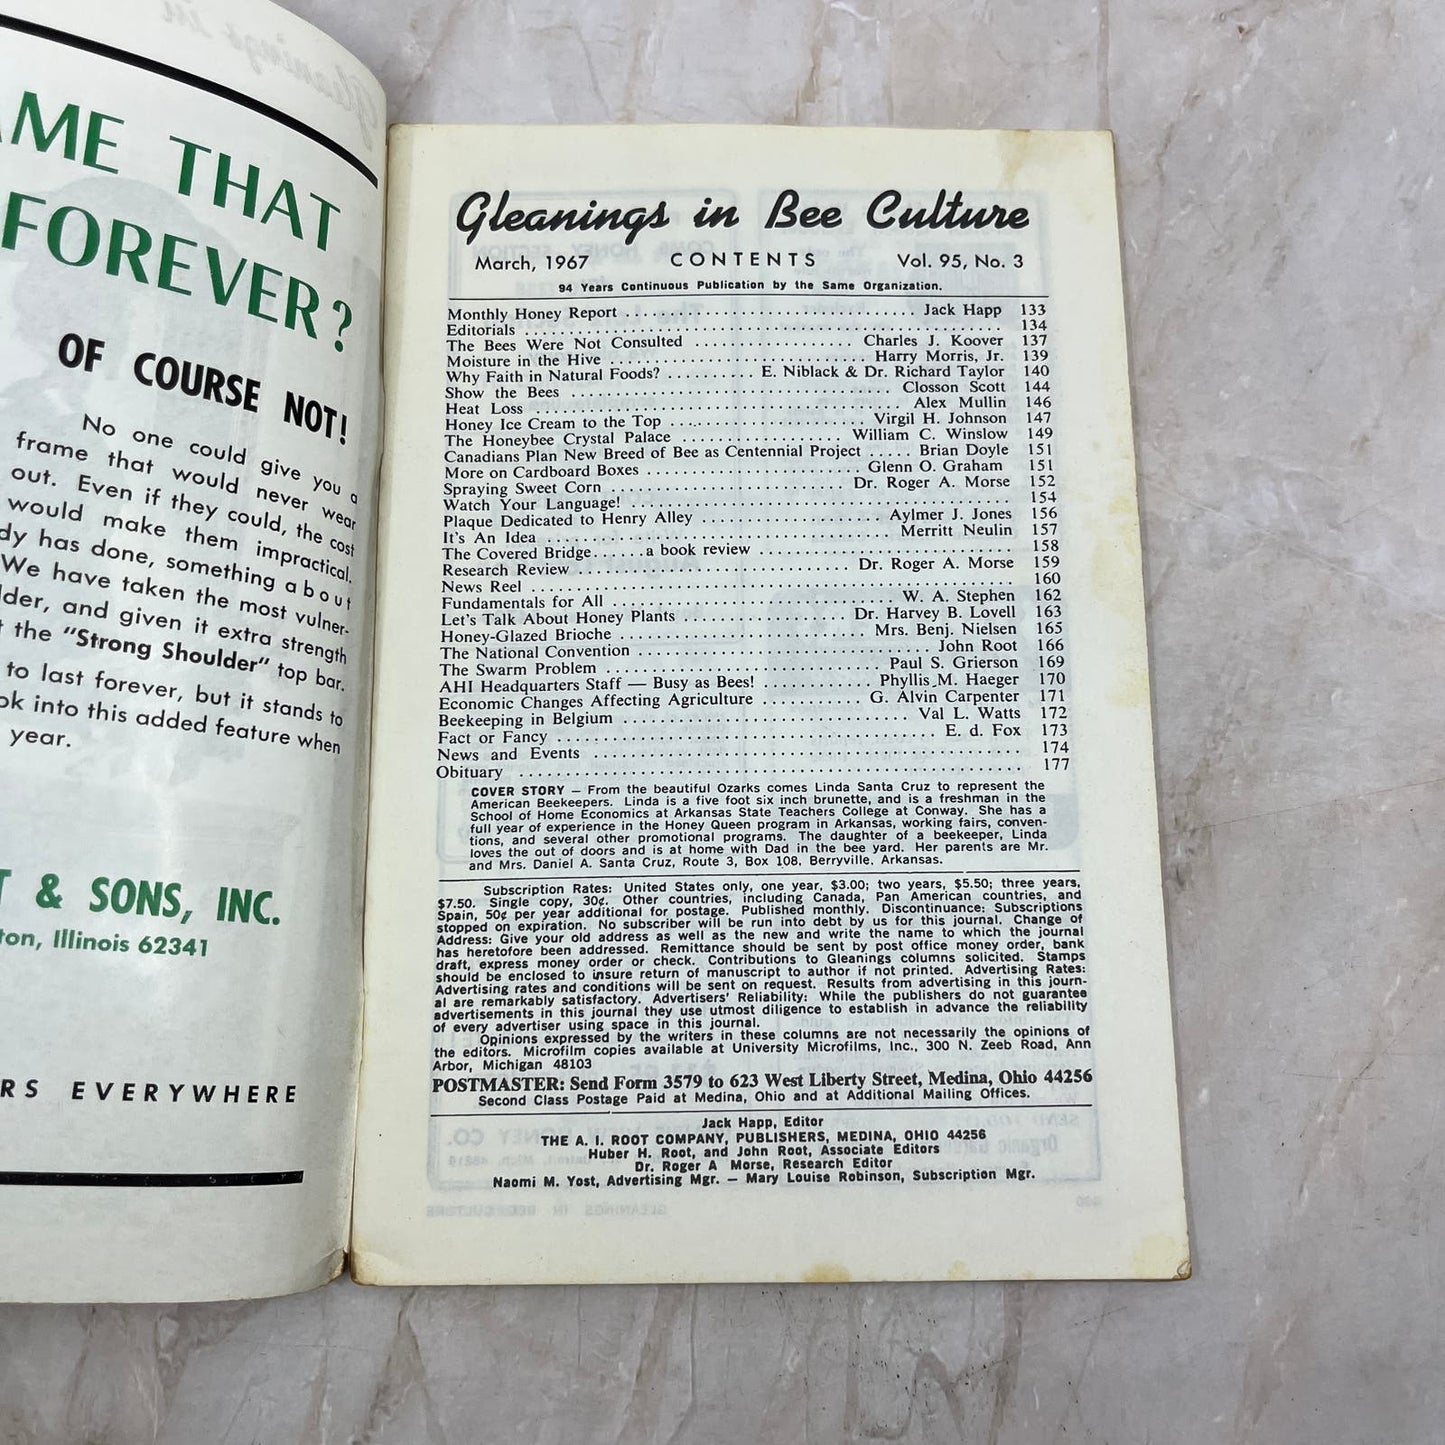 AME THAT
FOREVER?
OF COURSE NOT!
No one could give you a
frame that would never wear
out. Even if they could, the cost
would make them impractical.
dy has done, something about
We have taken the most vulner-
lder, and given it extra strength
t the "Strong Shoulder" top bar.
to last forever, but it stands to
ok into this added feature when
year.
T & SONS, INC.
ton, Illinois 62341
RS EVERYWHERE
Gleanings in Bee Culture
March, 1967 CONTENTS Vol. 95, No. 3
94 Years Continuous Publication by the Same Organization.
Monthly Honey Report ........ Jack Happ 133
Editorials ........ 134
The Bees Were Not Consulted ........ Charles J. Koover 137
Moisture in the Hive ........ Harry Morris, Jr. 139
Why Faith in Natural Foods? ........ E. Niblack & Dr. Richard Taylor 140
Show the Bees ........ Closson Scott 144
Heat Loss ........ Alex Mullin 146
Honey Ice Cream to the Top ........ Virgil H. Johnson 147
The Honeybee Crystal Palace ........ William C. Winslow 149
Canadians Plan New Breed of Bee as Centennial Project ..... Brian Doyle 151
More on Cardboard Boxes ........ Glenn O. Graham 151
Spraying Sweet Corn ........ Dr. Roger A. Morse 152
Watch Your Language! ........ 154
Plaque Dedicated to Henry Alley ........ Aylmer J. Jones 156
It's An Idea ........ Merritt Neulin 157
The Covered Bridge......a book review ........ 158
Research Review ........ Dr. Roger A. Morse 159
News Reel ........ 160
Fundamentals for All ........ W. A. Stephen 162
Let's Talk About Honey Plants ........ Dr. Harvey B. Lovell 163
Honey-Glazed Brioche ........ Mrs. Benj. Nielsen 165
The National Convention ........ John Root 166
The Swarm Problem ........ Paul S. Grierson 169
AHI Headquarters Staff — Busy as Bees! ........ Phyllis M. Haeger 170
Economic Changes Affecting Agriculture ........ G. Alvin Carpenter 171
Beekeeping in Belgium ........ Val L. Watts 172
Fact or Fancy ........ E. d. Fox 173
News and Events ........ 174
Obituary ........ 177
COVER STORY — From the beautiful Ozarks comes Linda Santa Cruz to represent the
American Beekeepers. Linda is a five foot six inch brunette, and is a freshman in the
School of Home Economics at Arkansas State Teachers College at Conway. She has a
full year of experience in the Honey Queen program in Arkansas, working fairs, conven-
tions, and several other promotional programs. The daughter of a beekeeper, Linda
loves the out of doors and is at home with Dad in the bee yard. Her parents are Mr.
and Mrs. Daniel A. Santa Cruz, Route 3, Box 108, Berryville, Arkansas.
Subscription Rates: United States only, one year, $3.00; two years, $5.50; three years,
$7.50. Single copy, 30¢. Other countries, including Canada, Pan American countries, and
Spain, 50¢ per year additional for postage. Published monthly. Discontinuance: Subscriptions
stopped on expiration. No subscriber will be run into debt by us for this journal. Change of
Address: Give your old address as well as the new and write the name to which the journal
has heretofore been addressed. Remittance should be sent by post office money order, bank
draft, express money order or check. Contributions to Gleanings columns solicited. Stamps
should be enclosed to insure return of manuscript to author if not printed. Advertising Rates:
Advertising rates and conditions will be sent on request. Results from advertising in this journ-
al are remarkably satisfactory. Advertisers' Reliability: While the publishers do not guarantee
advertisements in this journal they use utmost diligence to establish in advance the reliability
of every advertiser using space in this journal.
Opinions expressed by the writers in these columns are not necessarily the opinions of
the editors. Microfilm copies available at University Microfilms, Inc., 300 N. Zeeb Road, Ann
Arbor, Michigan 48103
POSTMASTER: Send Form 3579 to 623 West Liberty Street, Medina, Ohio 44256
Second Class Postage Paid at Medina, Ohio and at Additional Mailing Offices.
Jack Happ, Editor
THE A. I. ROOT COMPANY, PUBLISHERS, MEDINA, OHIO 44256
Huber H. Root, and John Root, Associate Editors
Dr. Roger A Morse, Research Editor
Naomi M. Yost, Advertising Mgr. — Mary Louise Robinson, Subscription Mgr.